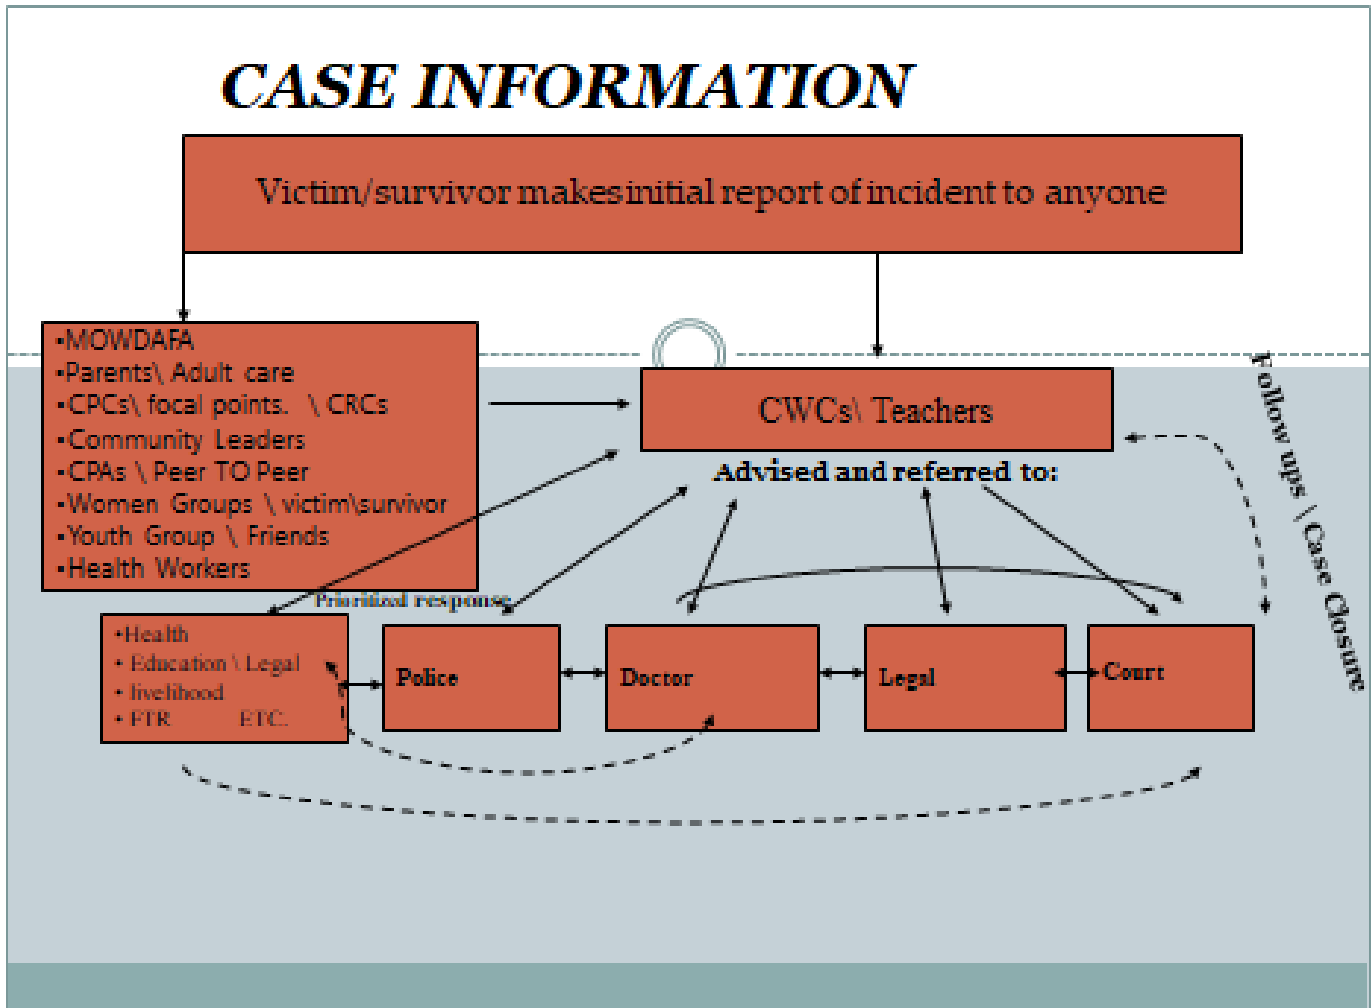 CASE INFORMATION
Victim/survivor makesinitial report of incident to anyone
•MOWDAFA
•Parents\ Adult care
•CPCs\ focal points. \ CRCs
•Community Leaders
•CPAs \ Peer TO Peer
•Women Groups \ victim\survivor
•Youth Group \ Friends
•Health Workers
CWCs\ Teachers
Advised and referred to:
Follow ups \ Case Closure
Prioritized response
•Health
• Education \ Legal
• livelihood
• FTR ETC.
Police
Doctor
Legal
Court